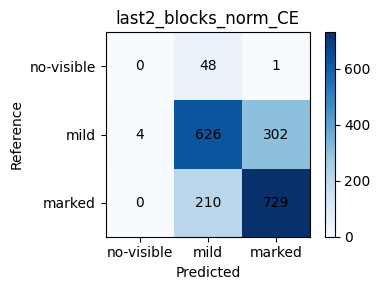 last2_blocks_norm_CE
Reference
no-visible 0 48 1
mild 4 626 302
marked 0 210 729
no-visible mild marked
Predicted
600
400
200
0